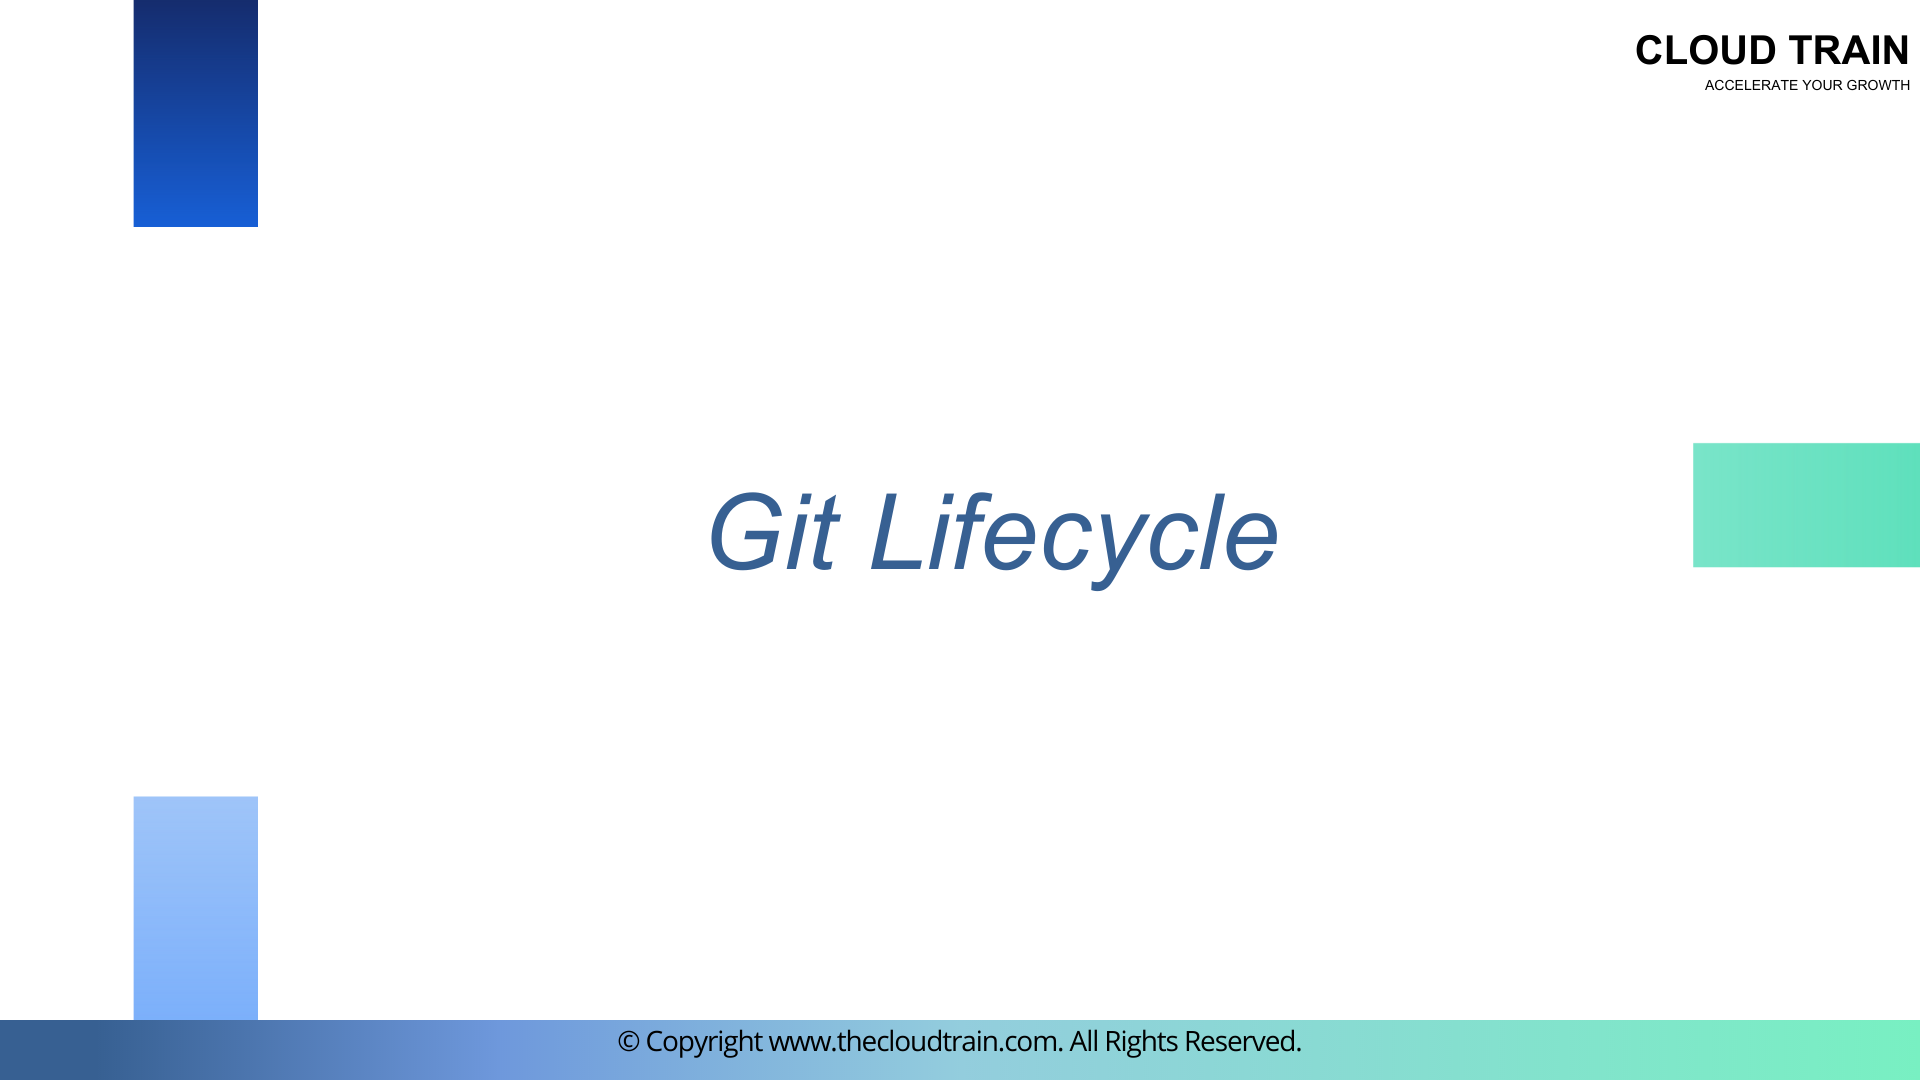 CLOUD TRAIN
ACCELERATE YOUR GROWTH
Git Lifecycle
© Copyright www.thecloudtrain.com. All Rights Reserved.